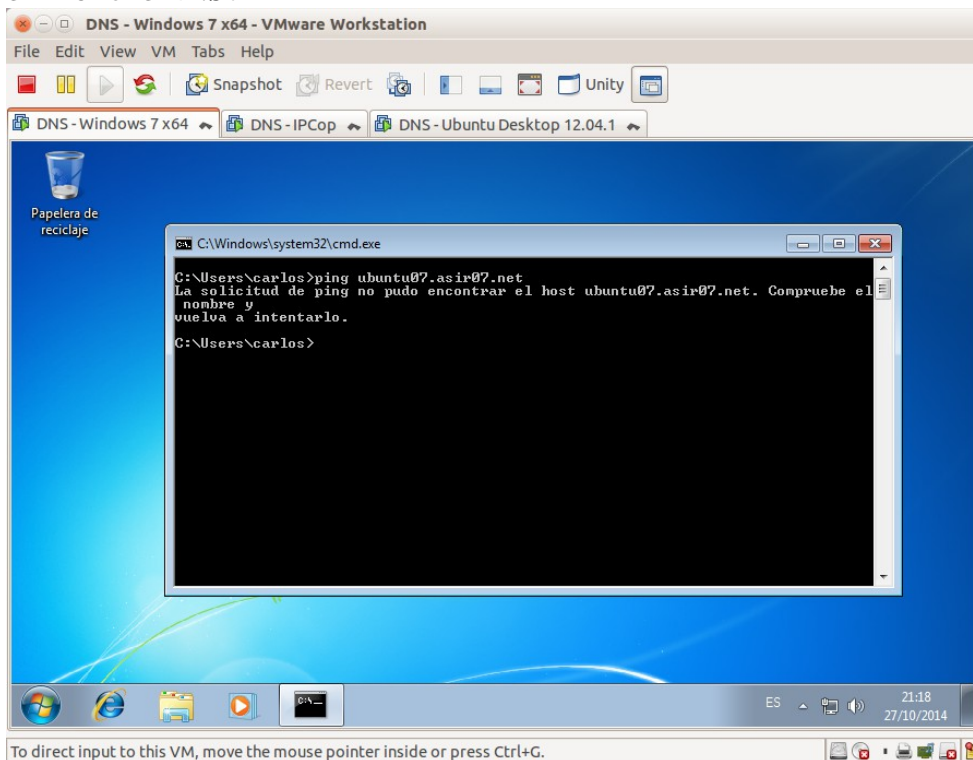 DNS - Windows 7 x64 - VMware Workstation
File Edit View VM Tabs Help
Snapshot Revert Unity
DNS - Windows 7 x64 DNS - IPCop DNS - Ubuntu Desktop 12.04.1
Papelera de
reciclaje
C:\Windows\system32\cmd.exe
C:\Users\carlos>ping ubuntu07.asir07.net
La solicitud de ping no pudo encontrar el host ubuntu07.asir07.net. Compruebe el
nombre y
vuelva a intentarlo.
C:\Users\carlos>
ES 21:18
27/10/2014
To direct input to this VM, move the mouse pointer inside or press Ctrl+G.